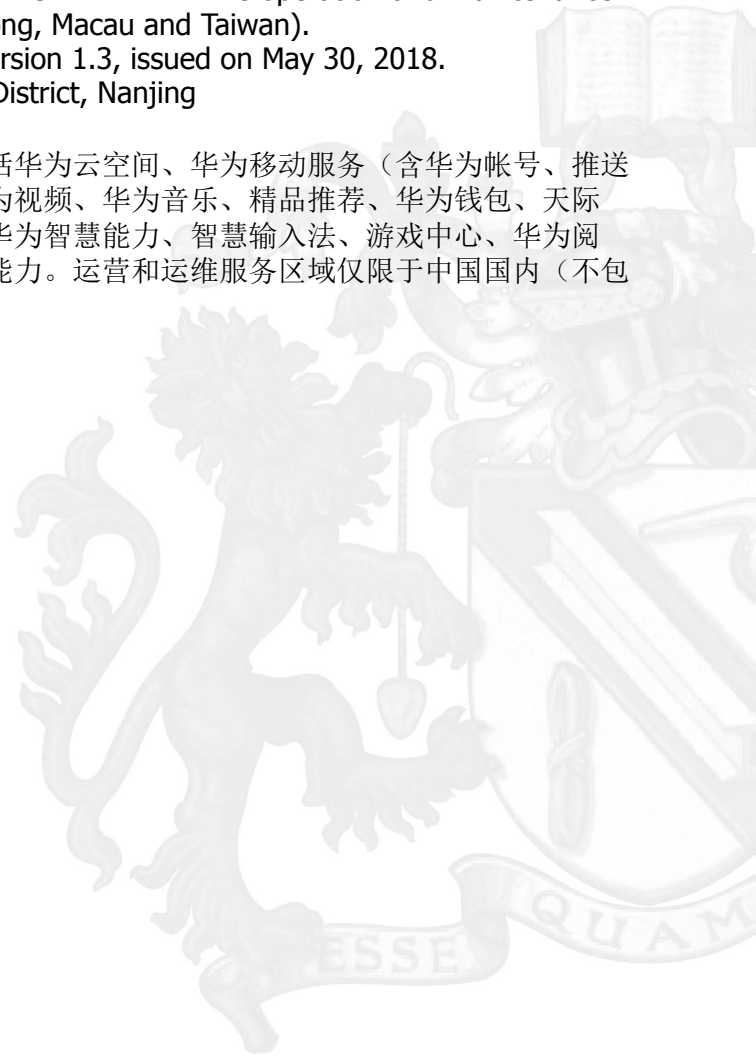 ong, Macau and Taiwan).
rsion 1.3, issued on May 30, 2018.
District, Nanjing
括华为云空间、华为移动服务（含华为帐号、推送
为视频、华为音乐、精品推荐、华为钱包、天际
华为智慧能力、智慧输入法、游戏中心、华为阅
能力。运营和运维服务区域仅限于中国国内（不包
ESSE
QUAM